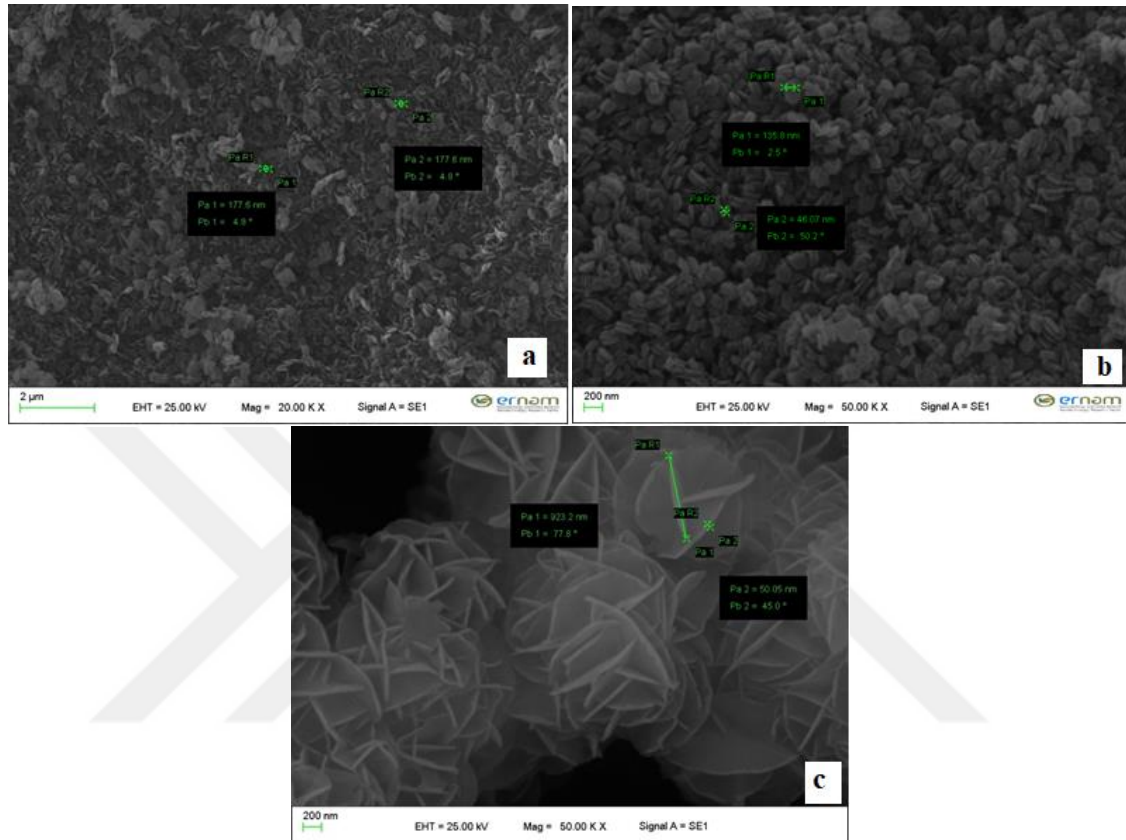 Pa R2
Pa 2
Pa R1
Pa 1
Pa 2 = 177.6 nm
Pb 2 = 4.9 °
Pa 1 = 177.6 nm
Pb 1 = 4.9 °
a
2 µm
EHT = 25.00 kV Mag = 20.00 K X Signal A = SE1
ernam
Pa R1
Pa 1
Pa 1 = 135.8 nm
Pb 1 = 2.5 °
Pa R2
Pa 2
Pa 2 = 46.07 nm
Pb 2 = 50.2 °
b
200 nm
EHT = 25.00 kV Mag = 50.00 K X Signal A = SE1
ernam
Pa R1
Pa R2
Pa 2
Pa 1
Pa 1 = 923.2 nm
Pb 1 = 77.6 °
Pa 2 = 50.05 nm
Pb 2 = 45.0 °
c
200 nm
EHT = 25.00 kV Mag = 50.00 K X Signal A = SE1